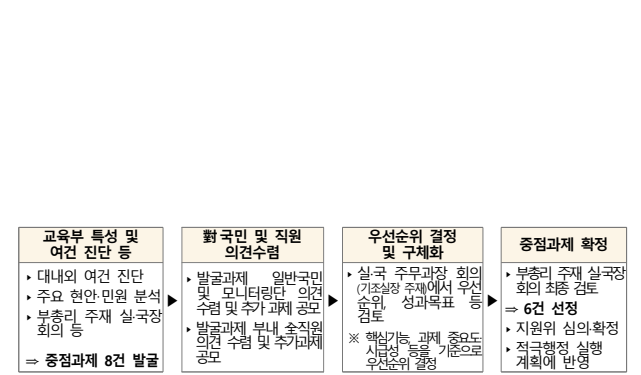 교육부 특성 및
여건 진단 등
‣ 대내외 여건 진단
‣ 주요 현안·민원 분석
‣ 부총리 주재 실·국장
회의 등
⇒ 중점과제 8건 발굴
▶
對 국민 및 직원
의견수렴
‣ 발굴과제 일반국민
및 모니터링단 의견
수렴 및 추가 과제 공모
‣ 발굴과제 부내 全직원
의견 수렴 및 추가과제
공모
▶
우선순위 결정
및 구체화
‣ 실·국 주무과장 회의
(기조실장 주재)에서 우선
순위, 성과목표 등
검토
※ 핵심기능, 과제 중요도·
시급성 등을 기준으로
우선순위 결정
▶
중점과제 확정
‣ 부총리 주재 실·국장
회의 최종 검토
⇒ 6건 선정
‣ 지원위 심의·확정
‣ 적극행정 실행
계획에 반영